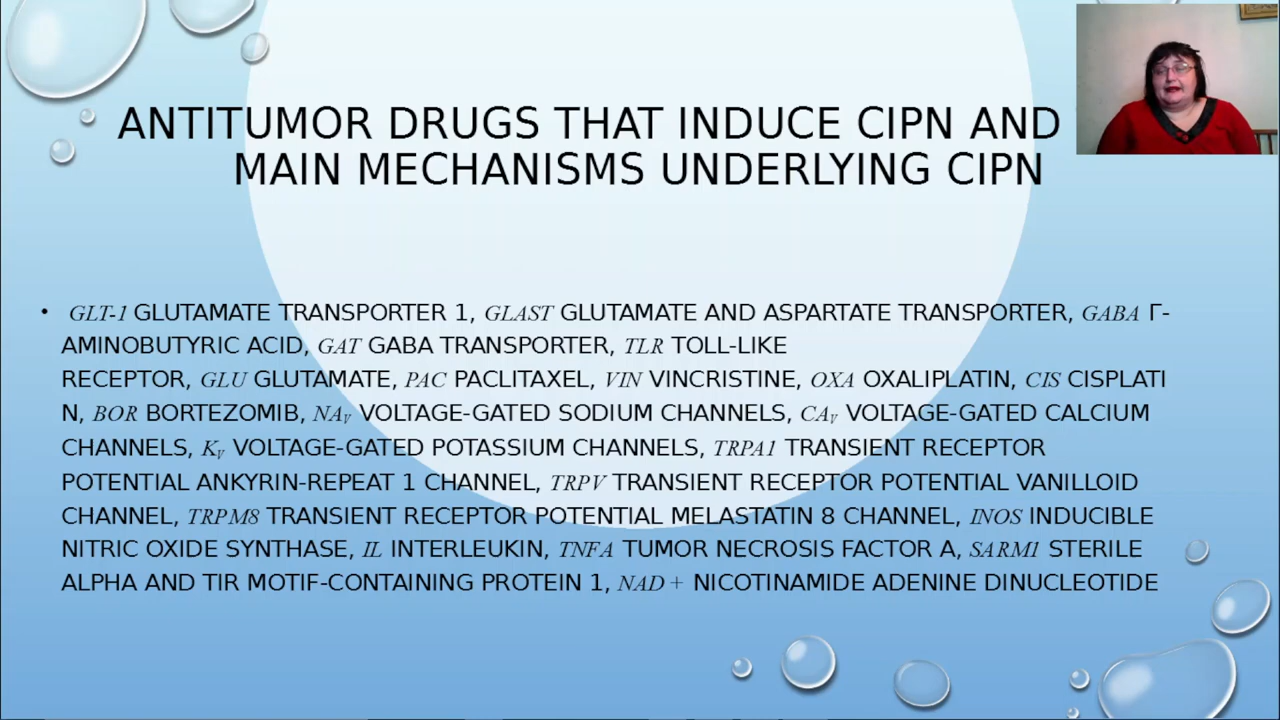 ANTITUMOR DRUGS THAT INDUCE CIPN AND
MAIN MECHANISMS UNDERLYING CIPN
• GLT-1 GLUTAMATE TRANSPORTER 1, GLAST GLUTAMATE AND ASPARTATE TRANSPORTER, GABA Γ-
AMINOBUTYRIC ACID, GAT GABA TRANSPORTER, TLR TOLL-LIKE
RECEPTOR, GLU GLUTAMATE, PAC PACLITAXEL, VIN VINCRISTINE, OXA OXALIPLATIN, CIS CISPLATI
N, BOR BORTEZOMIB, NAV VOLTAGE-GATED SODIUM CHANNELS, CAV VOLTAGE-GATED CALCIUM
CHANNELS, KV VOLTAGE-GATED POTASSIUM CHANNELS, TRPA1 TRANSIENT RECEPTOR
POTENTIAL ANKYRIN-REPEAT 1 CHANNEL, TRPV TRANSIENT RECEPTOR POTENTIAL VANILLOID
CHANNEL, TRPM8 TRANSIENT RECEPTOR POTENTIAL MELASTATIN 8 CHANNEL, INOS INDUCIBLE
NITRIC OXIDE SYNTHASE, IL INTERLEUKIN, TNFA TUMOR NECROSIS FACTOR Α, SARM1 STERILE
ALPHA AND TIR MOTIF-CONTAINING PROTEIN 1, NAD + NICOTINAMIDE ADENINE DINUCLEOTIDE